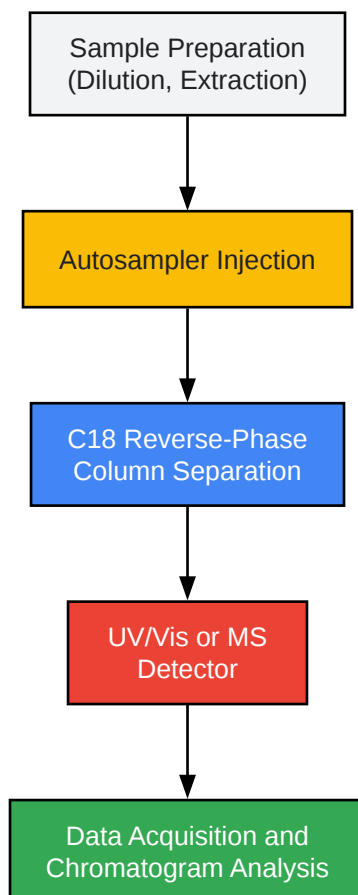 Sample Preparation
(Dilution, Extraction)
Autosampler Injection
C18 Reverse-Phase
Column Separation
UV/Vis or MS
Detector
Data Acquisition and
Chromatogram Analysis